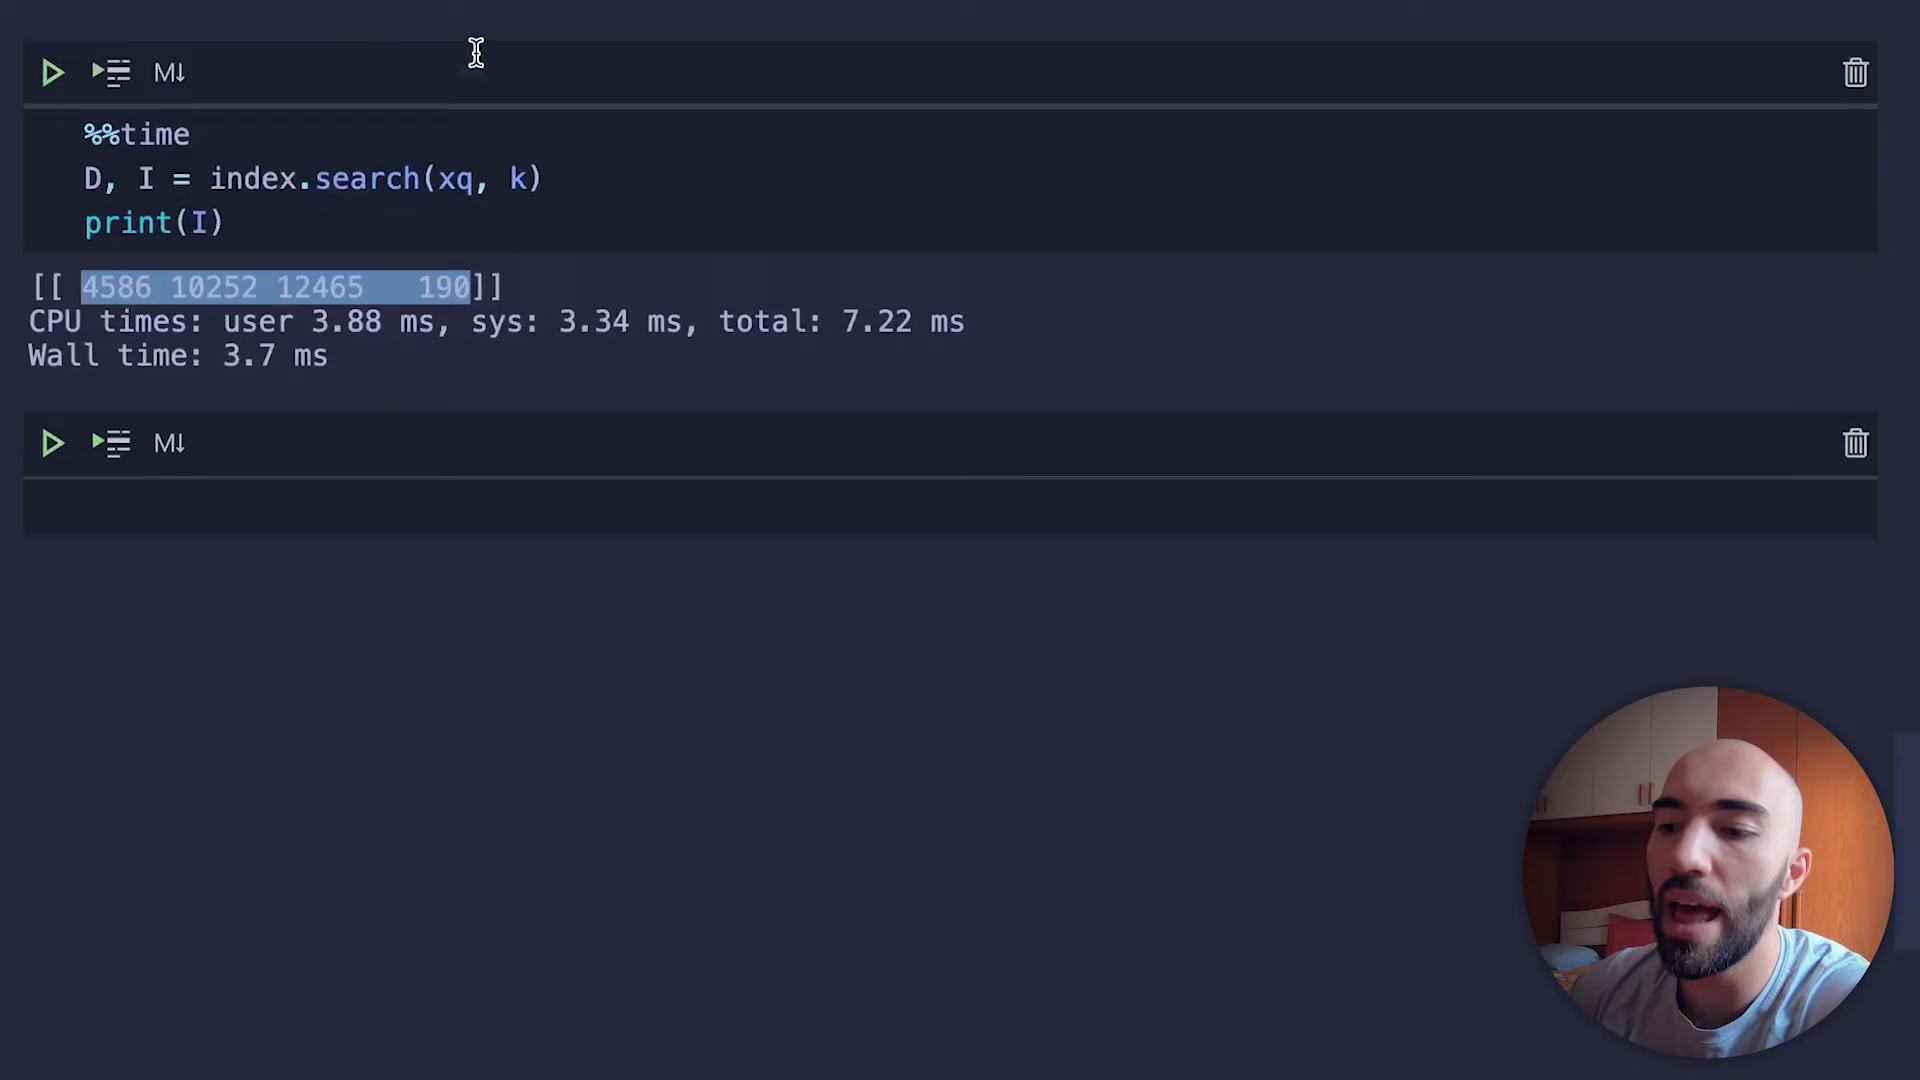 M↓
%%time
D, I = index.search(xq, k)
print(I)
[[ 4586 10252 12465   190]]
CPU times: user 3.88 ms, sys: 3.34 ms, total: 7.22 ms
Wall time: 3.7 ms
M↓